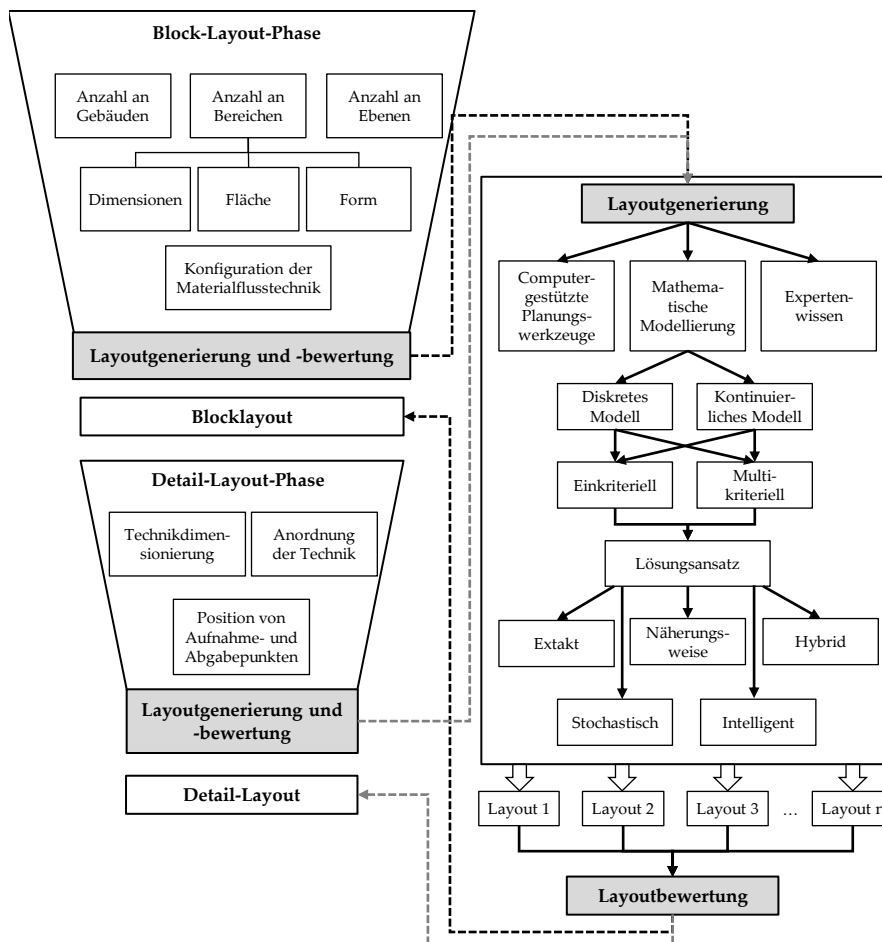 Block-Layout-Phase
Anzahl an
Gebäuden
Anzahl an
Bereichen
Anzahl an
Ebenen
Dimensionen
Fläche
Form
Konfiguration der
Materialflusstechnik
Layoutgenerierung und -bewertung
Blocklayout
Detail-Layout-Phase
Technikdimen-
sionierung
Anordnung
der Technik
Position von
Aufnahme- und
Abgabepunkten
Layoutgenerierung und
-bewertung
Detail-Layout
Layoutgenerierung
Computer-
gestützte
Planungs-
werkzeuge
Mathema-
tische
Modellierung
Experten-
wissen
Diskretes
Modell
Kontinuier-
liches Modell
Einkriteriell
Multi-
kriteriell
Lösungsansatz
Extakt
Näherungs-
weise
Hybrid
Stochastisch
Intelligent
Layout 1
Layout 2
Layout 3
...
Layout n
Layoutbewertung